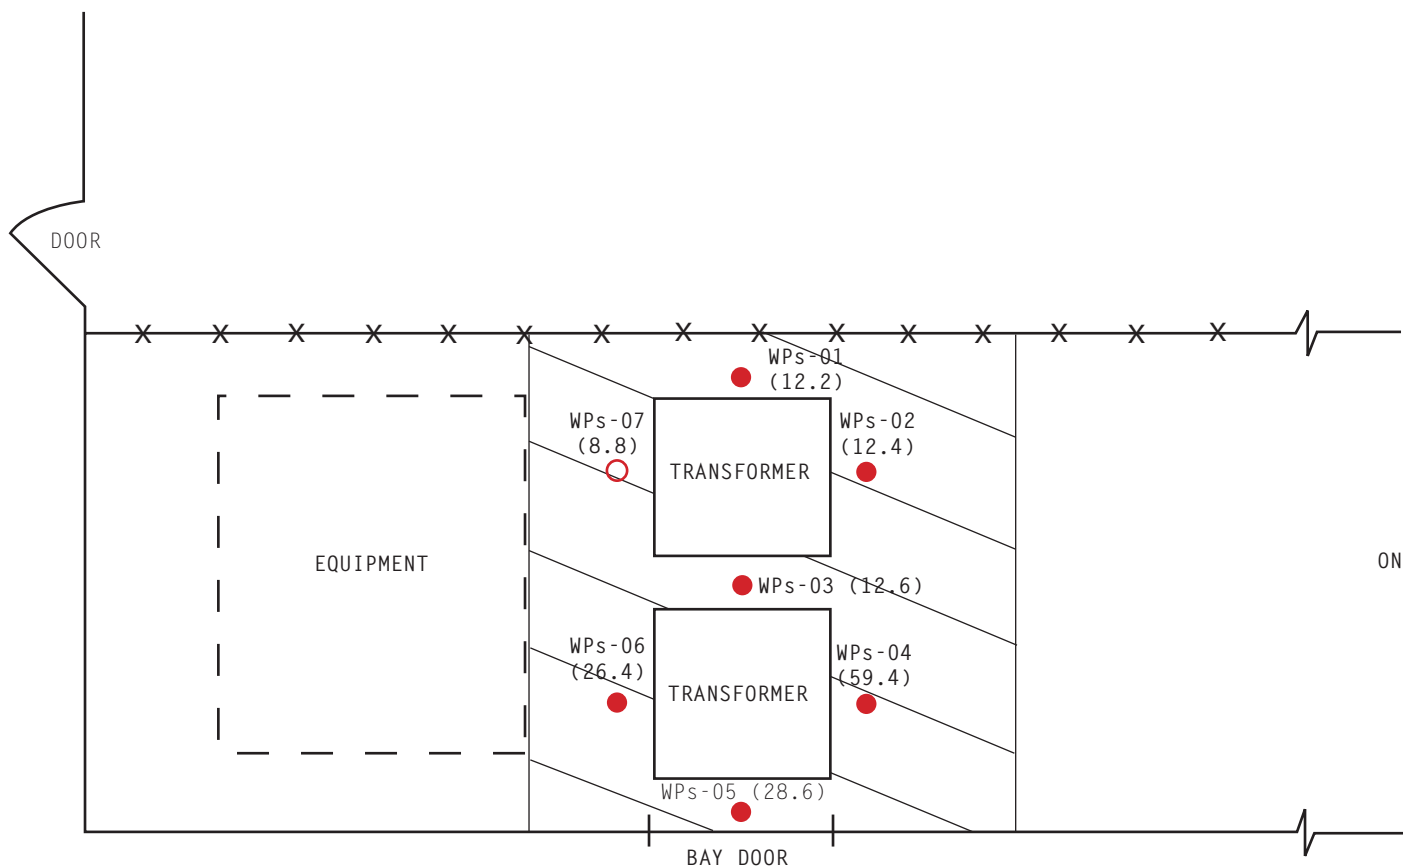 DOOR
WPs-01
(12.2)
WPs-07
(8.8)
WPs-02
(12.4)
TRANSFORMER
EQUIPMENT
ON
WPs-03 (12.6)
WPs-06
(26.4)
WPs-04
(59.4)
TRANSFORMER
WPs-05 (28.6)
BAY DOOR